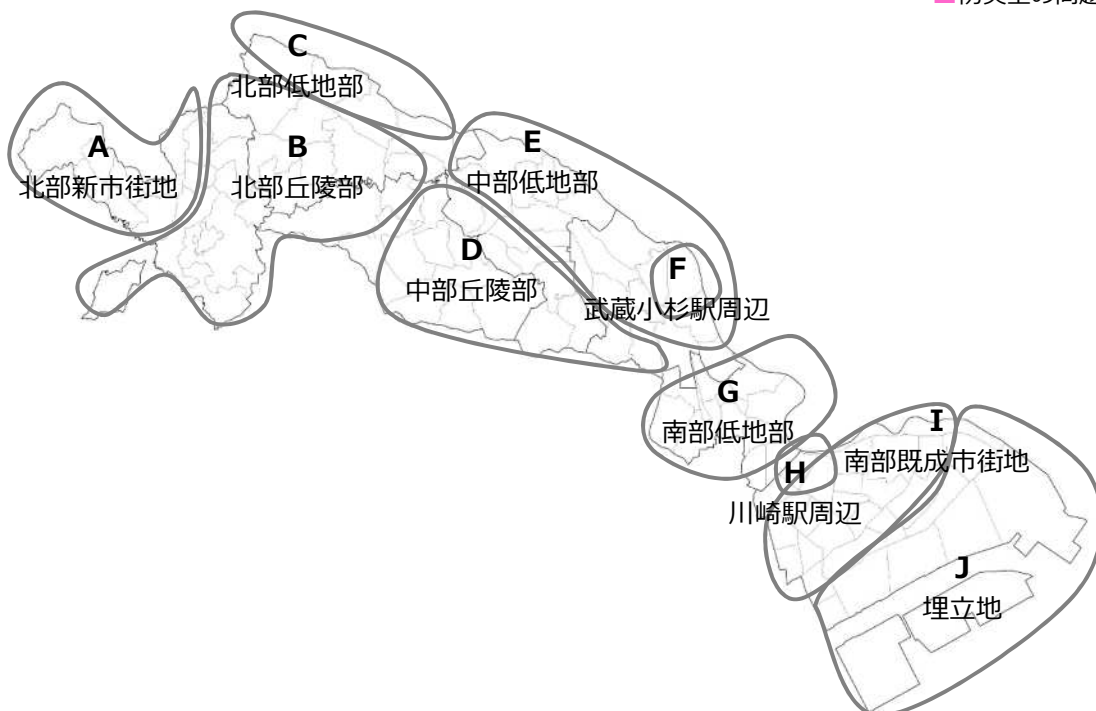 C
北部低地部
A
北部新市街地
B
北部丘陵部
E
中部低地部
D
中部丘陵部
F
武蔵小杉駅周辺
G
南部低地部
H
川崎駅周辺
I
南部既成市街地
J
埋立地